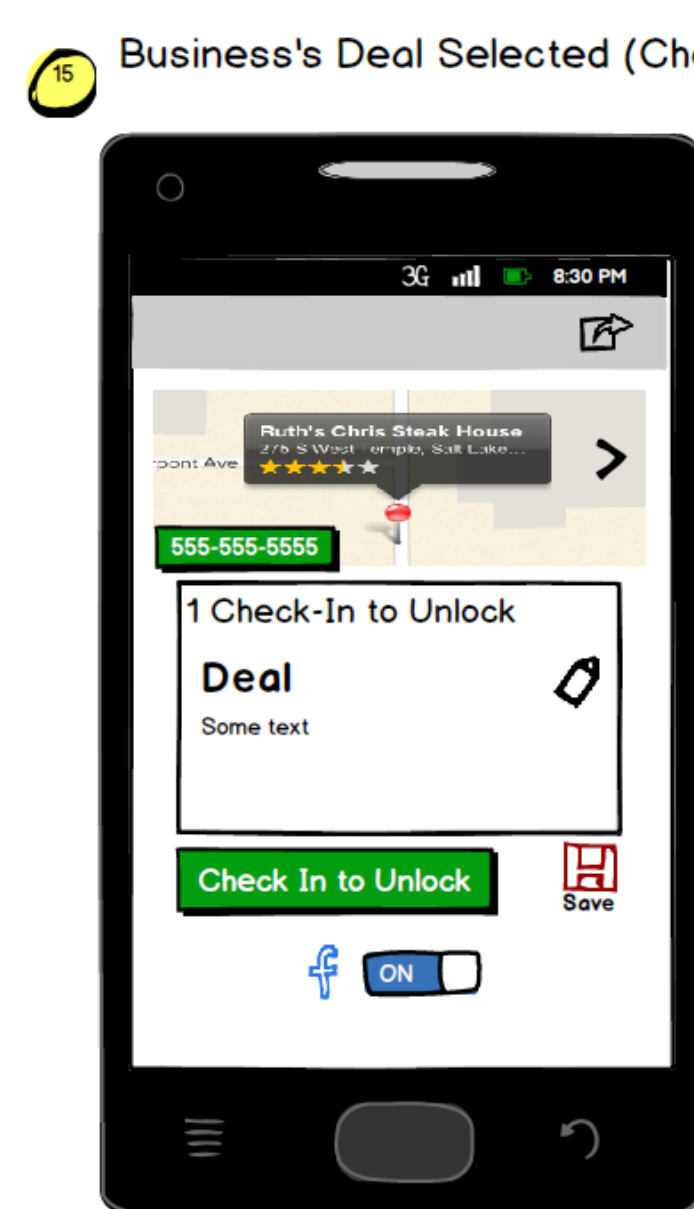 15
Business's Deal Selected (Ch
3G 8:30 PM
Ruth's Chris Steak House
275 S West Temple, Salt Lake...
rpont Ave
555-555-5555
1 Check-In to Unlock
Deal
Some text
Check In to Unlock
Save
f ON